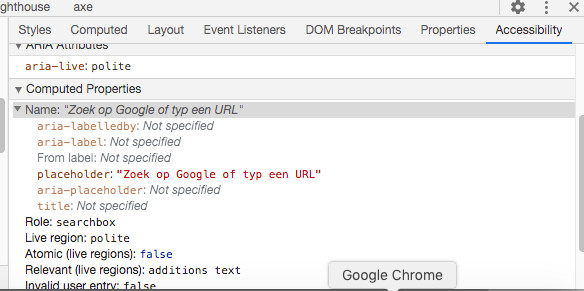 ghthouse axe
Styles Computed Layout Event Listeners DOM Breakpoints Properties Accessibility
ARIA Attributes
aria-live: polite
Computed Properties
Name: "Zoek op Google of typ een URL"
aria-labelledby: Not specified
aria-label: Not specified
From label: Not specified
placeholder: "Zoek op Google of typ een URL"
aria-placeholder: Not specified
title: Not specified
Role: searchbox
Live region: polite
Atomic (live regions): false
Relevant (live regions): additions text
Invalid user entry: false
Google Chrome